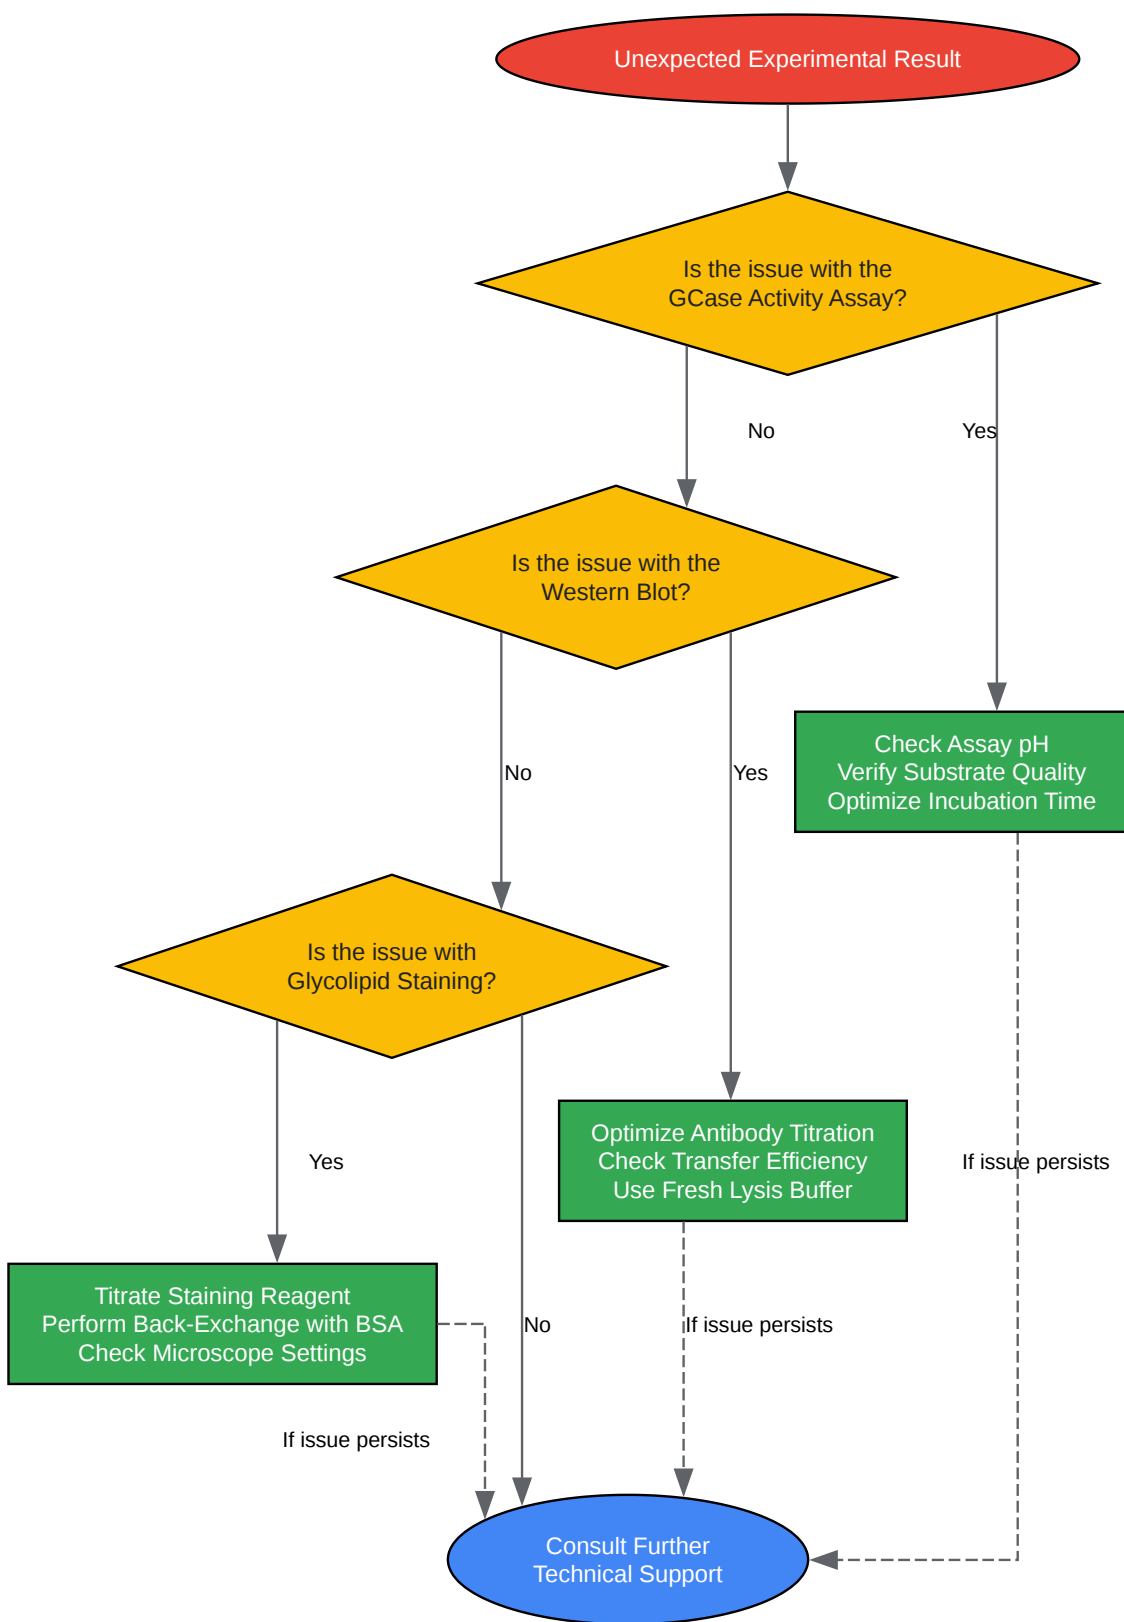 Unexpected Experimental Result
Is the issue with the
GCase Activity Assay?
No
Yes
Is the issue with the
Western Blot?
No
Yes
Check Assay pH
Verify Substrate Quality
Optimize Incubation Time
Is the issue with
Glycolipid Staining?
Yes
Optimize Antibody Titration
Check Transfer Efficiency
Use Fresh Lysis Buffer
If issue persists
Titrate Staining Reagent
Perform Back-Exchange with BSA
Check Microscope Settings
No
If issue persists
If issue persists
Consult Further
Technical Support